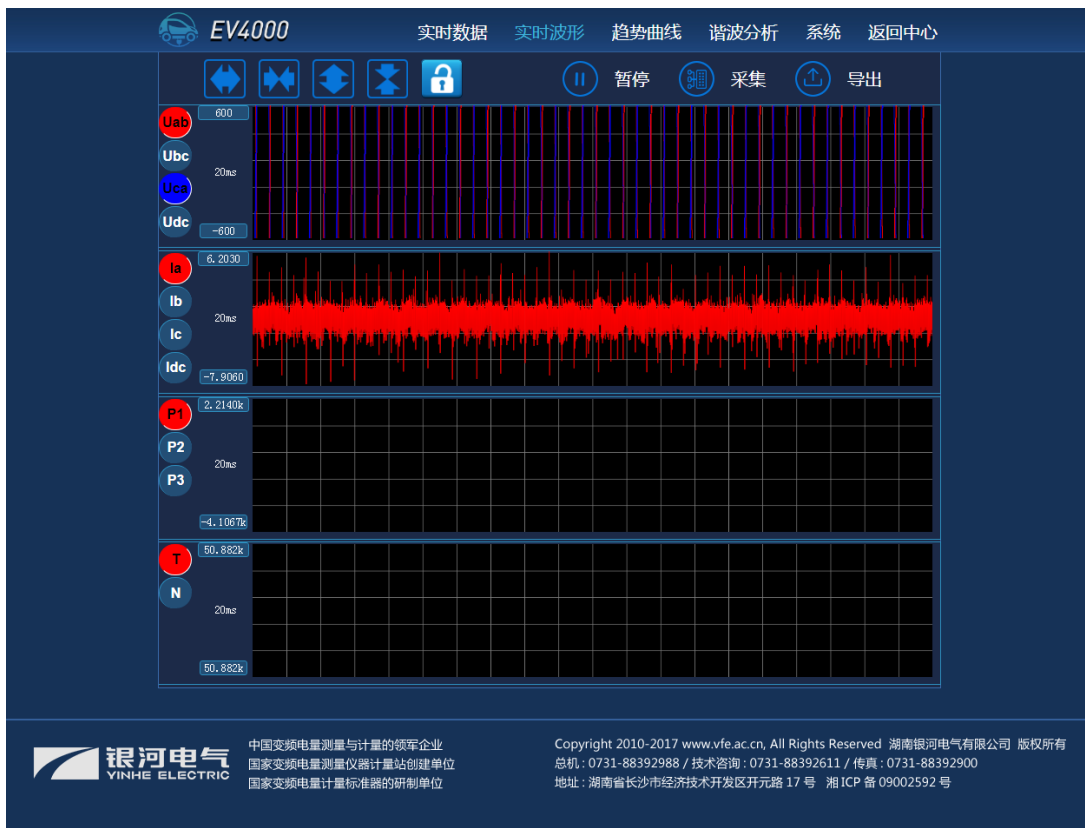 EV4000 实时数据 实时波形 趋势曲线 谐波分析 系统 返回中心
暂停 采集 导出
Uab
Ubc
Uca
Udc
600
20ms
-600
Ia
Ib
Ic
Idc
6.2030
20ms
-7.9060
P1
P2
P3
2.2140k
20ms
-4.1067k
T
N
50.882k
20ms
50.882k
银河电气
YINHE ELECTRIC
中国变频电量测量与计量的领军企业
国家变频电量测量仪器计量站创建单位
国家变频电量计量标准器的研制单位
Copyright 2010-2017 www.vfe.ac.cn, All Rights Reserved 湖南银河电气有限公司 版权所有
总机 : 0731-88392988 / 技术咨询 : 0731-88392611 / 传真 : 0731-88392900
地址 : 湖南省长沙市经济技术开发区开元路 17 号 湘 ICP 备 09002592 号